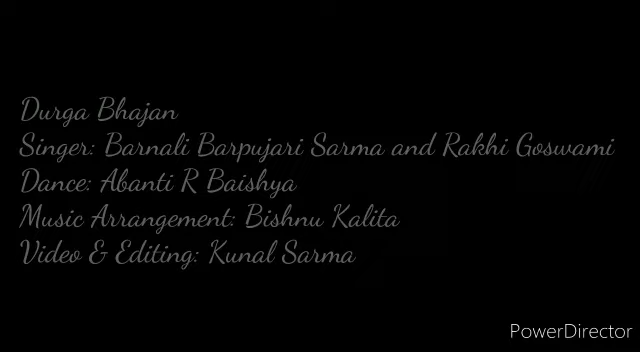 Durga Bhajan
Singer: Barnali Barpujari Sarma and Rakhi Goswami
Dance: Abanti R Baishya
Music Arrangement: Bishnu Kalita
Video & Editing: Kunal Sarma
PowerDirector